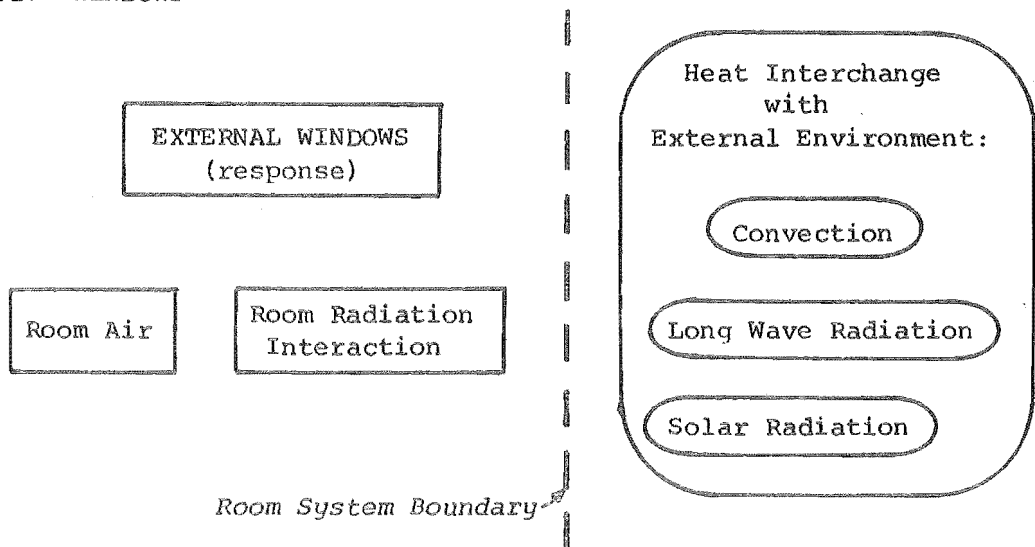 EXTERNAL WINDOWS
(response)
Room Air
Room Radiation
Interaction
Room System Boundary
Heat Interchange
with
External Environment:
Convection
Long Wave Radiation
Solar Radiation